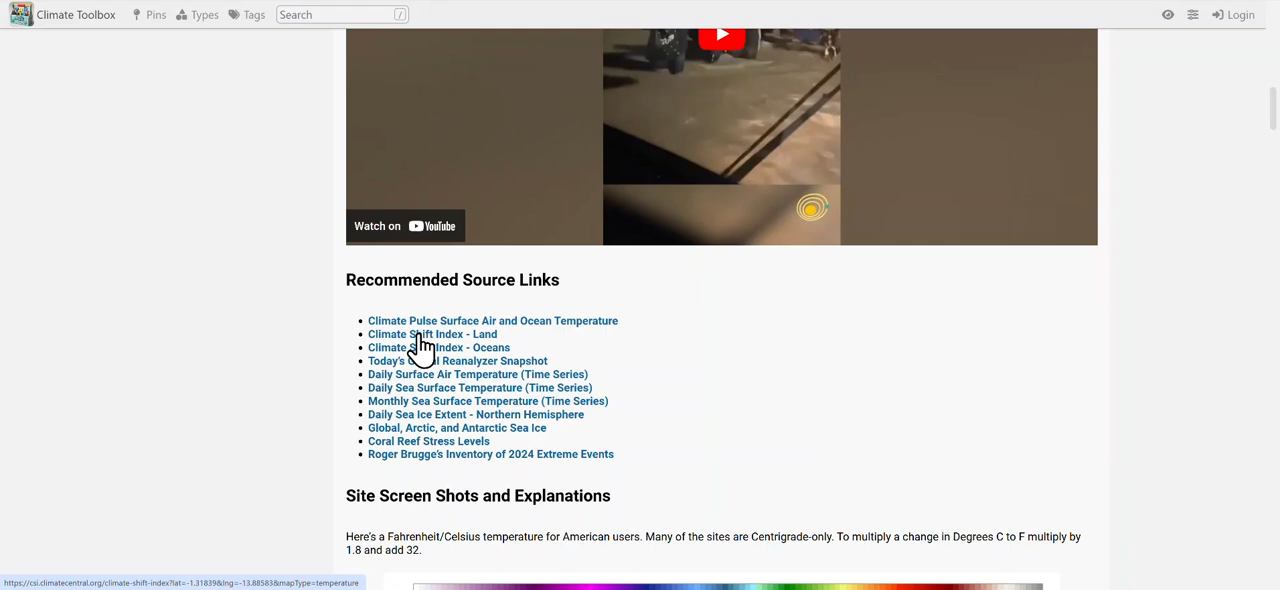 Climate Toolbox Pins Types Tags Search / Login
Watch on YouTube
Recommended Source Links
Climate Pulse Surface Air and Ocean Temperature
Climate Shift Index - Land
Climate S Index - Oceans
Today's G l Reanalyzer Snapshot
Daily Surface Air Temperature (Time Series)
Daily Sea Surface Temperature (Time Series)
Monthly Sea Surface Temperature (Time Series)
Daily Sea Ice Extent - Northern Hemisphere
Global, Arctic, and Antarctic Sea Ice
Coral Reef Stress Levels
Roger Brugge's Inventory of 2024 Extreme Events
Site Screen Shots and Explanations
Here's a Fahrenheit/Celsius temperature for American users. Many of the sites are Centrigrade-only. To multiply a change in Degrees C to F multiply by
1.8 and add 32.
https://csi.climatecentral.org/climate-shift-index?lat=-1.31839&lng=-13.88583&mapType=temperature